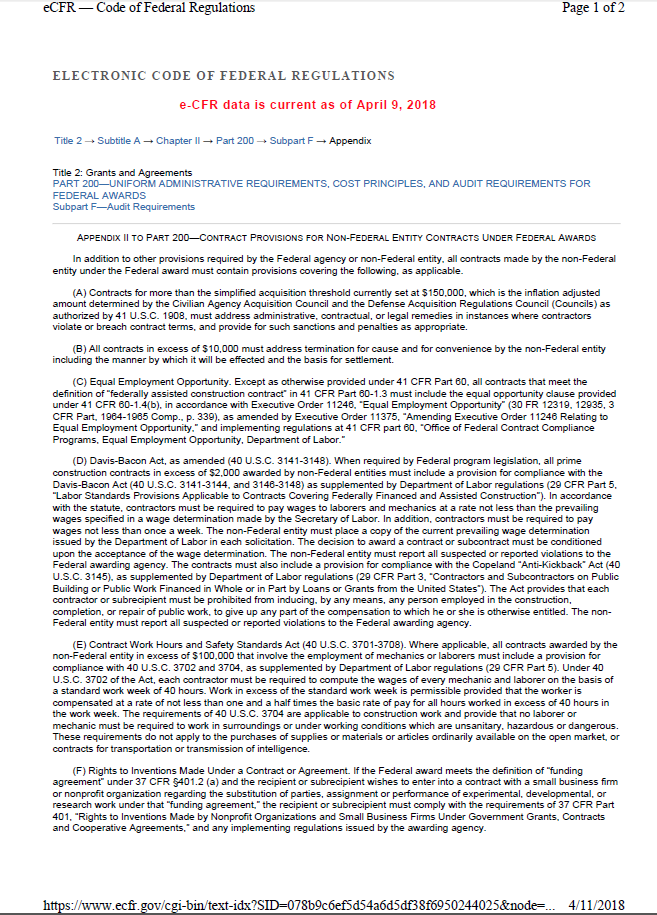 eCFR — Code of Federal Regulations Page 1 of 2
ELECTRONIC CODE OF FEDERAL REGULATIONS
e-CFR data is current as of April 9, 2018
Title 2 → Subtitle A → Chapter II → Part 200 → Subpart F → Appendix
Title 2: Grants and Agreements
PART 200—UNIFORM ADMINISTRATIVE REQUIREMENTS, COST PRINCIPLES, AND AUDIT REQUIREMENTS FOR
FEDERAL AWARDS
Subpart F—Audit Requirements
APPENDIX II TO PART 200—CONTRACT PROVISIONS FOR NON-FEDERAL ENTITY CONTRACTS UNDER FEDERAL AWARDS
In addition to other provisions required by the Federal agency or non-Federal entity, all contracts made by the non-Federal
entity under the Federal award must contain provisions covering the following, as applicable.
(A) Contracts for more than the simplified acquisition threshold currently set at $150,000, which is the inflation adjusted
amount determined by the Civilian Agency Acquisition Council and the Defense Acquisition Regulations Council (Councils) as
authorized by 41 U.S.C. 1908, must address administrative, contractual, or legal remedies in instances where contractors
violate or breach contract terms, and provide for such sanctions and penalties as appropriate.
(B) All contracts in excess of $10,000 must address termination for cause and for convenience by the non-Federal entity
including the manner by which it will be effected and the basis for settlement.
(C) Equal Employment Opportunity. Except as otherwise provided under 41 CFR Part 60, all contracts that meet the
definition of "federally assisted construction contract" in 41 CFR Part 60-1.3 must include the equal opportunity clause provided
under 41 CFR 60-1.4(b), in accordance with Executive Order 11246, "Equal Employment Opportunity" (30 FR 12319, 12935, 3
CFR Part, 1964-1965 Comp., p. 339), as amended by Executive Order 11375, "Amending Executive Order 11246 Relating to
Equal Employment Opportunity," and implementing regulations at 41 CFR part 60, "Office of Federal Contract Compliance
Programs, Equal Employment Opportunity, Department of Labor."
(D) Davis-Bacon Act, as amended (40 U.S.C. 3141-3148). When required by Federal program legislation, all prime
construction contracts in excess of $2,000 awarded by non-Federal entities must include a provision for compliance with the
Davis-Bacon Act (40 U.S.C. 3141-3144, and 3146-3148) as supplemented by Department of Labor regulations (29 CFR Part 5,
"Labor Standards Provisions Applicable to Contracts Covering Federally Financed and Assisted Construction"). In accordance
with the statute, contractors must be required to pay wages to laborers and mechanics at a rate not less than the prevailing
wages specified in a wage determination made by the Secretary of Labor. In addition, contractors must be required to pay
wages not less than once a week. The non-Federal entity must place a copy of the current prevailing wage determination
issued by the Department of Labor in each solicitation. The decision to award a contract or subcontract must be conditioned
upon the acceptance of the wage determination. The non-Federal entity must report all suspected or reported violations to the
Federal awarding agency. The contracts must also include a provision for compliance with the Copeland "Anti-Kickback" Act (40
U.S.C. 3145), as supplemented by Department of Labor regulations (29 CFR Part 3, "Contractors and Subcontractors on Public
Building or Public Work Financed in Whole or in Part by Loans or Grants from the United States"). The Act provides that each
contractor or subrecipient must be prohibited from inducing, by any means, any person employed in the construction,
completion, or repair of public work, to give up any part of the compensation to which he or she is otherwise entitled. The non-
Federal entity must report all suspected or reported violations to the Federal awarding agency.
(E) Contract Work Hours and Safety Standards Act (40 U.S.C. 3701-3708). Where applicable, all contracts awarded by the
non-Federal entity in excess of $100,000 that involve the employment of mechanics or laborers must include a provision for
compliance with 40 U.S.C. 3702 and 3704, as supplemented by Department of Labor regulations (29 CFR Part 5). Under 40
U.S.C. 3702 of the Act, each contractor must be required to compute the wages of every mechanic and laborer on the basis of
a standard work week of 40 hours. Work in excess of the standard work week is permissible provided that the worker is
compensated at a rate of not less than one and a half times the basic rate of pay for all hours worked in excess of 40 hours in
the work week. The requirements of 40 U.S.C. 3704 are applicable to construction work and provide that no laborer or
mechanic must be required to work in surroundings or under working conditions which are unsanitary, hazardous or dangerous.
These requirements do not apply to the purchases of supplies or materials or articles ordinarily available on the open market, or
contracts for transportation or transmission of intelligence.
(F) Rights to Inventions Made Under a Contract or Agreement. If the Federal award meets the definition of "funding
agreement" under 37 CFR §401.2 (a) and the recipient or subrecipient wishes to enter into a contract with a small business firm
or nonprofit organization regarding the substitution of parties, assignment or performance of experimental, developmental, or
research work under that "funding agreement," the recipient or subrecipient must comply with the requirements of 37 CFR Part
401, "Rights to Inventions Made by Nonprofit Organizations and Small Business Firms Under Government Grants, Contracts
and Cooperative Agreements," and any implementing regulations issued by the awarding agency.
https://www.ecfr.gov/cgi-bin/text-idx?SID=078b9c6ef5d54a6d5df38f6950244025&node=... 4/11/2018